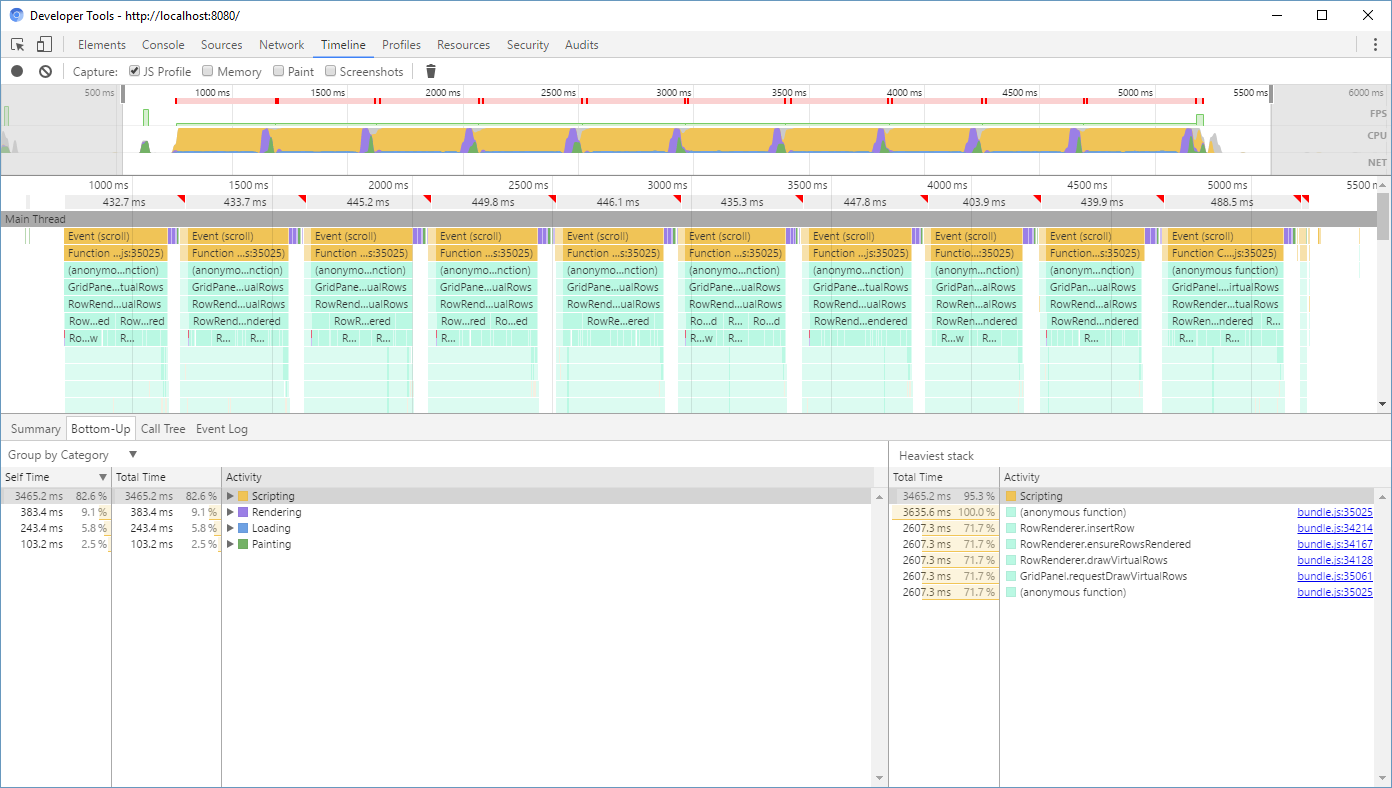 Developer Tools - http://localhost:8080/
Elements Console Sources Network Timeline Profiles Resources Security Audits
Capture: JS Profile Memory Paint Screenshots
500 ms 1000 ms 1500 ms 2000 ms 2500 ms 3000 ms 3500 ms 4000 ms 4500 ms 5000 ms 5500 ms 6000 ms
FPS
CPU
NET
1000 ms 1500 ms 2000 ms 2500 ms 3000 ms 3500 ms 4000 ms 4500 ms 5000 ms 5500 m
432.7 ms 433.7 ms 445.2 ms 449.8 ms 446.1 ms 435.3 ms 447.8 ms 403.9 ms 439.9 ms 488.5 ms
Main Thread
Event (scroll) Event (scroll) Event (scroll) Event (scroll) Event (scroll) Event (scroll) Event (scroll) Event (scroll) Event (scroll) Event (scroll)
Function ...js:35025) Function ...s:35025) Function ...s:35025) Function ...s:35025) Function ...s:35025) Function ...s:35025) Function ...js:35025) Functio...:35025) Function...s:35025) Function C...js:35025)
(anonymo...nction) (anonymo...nction) (anonymo...nction) (anonymo...nction) (anonymo...nction) (anonymo...nction) (anonymo...nction) (anonym...nction) (anonym...nction) (anonymous function)
GridPane...tualRows GridPane...ualRows GridPane...tualRows GridPane...ualRows GridPane...tualRows GridPane...ualRows GridPane...tualRows GridPan...ualRows GridPan...ualRows GridPanel....irtualRows
RowRend...ualRows RowRend...ualRows RowRend...ualRows RowRend...ualRows RowRend...ualRows RowRend...ualRows RowRend...tualRows RowRen...alRows RowRend...ualRows RowRender...tualRows
Row...ed Row...red RowRend...ndered RowR...ered Row...red Ro...ed RowRe...ered Ro...d R... Ro...d RowRend...endered RowRen...ndered RowRend...ndered RowRen...ndered R...
Ro...w R... R... R... R... R... R... Ro...w R... R... R... Ro...w R... R... R... R...
Summary Bottom-Up Call Tree Event Log
Group by Category
Heaviest stack
Self Time Total Time Activity
Total Time Activity
3465.2 ms 82.6 % 3465.2 ms 82.6 % Scripting
383.4 ms 9.1 % 383.4 ms 9.1 % Rendering
243.4 ms 5.8 % 243.4 ms 5.8 % Loading
103.2 ms 2.5 % 103.2 ms 2.5 % Painting
3465.2 ms 95.3 % Scripting
3635.6 ms 100.0 % (anonymous function) bundle.js:35025
2607.3 ms 71.7 % RowRenderer.insertRow bundle.js:34214
2607.3 ms 71.7 % RowRenderer.ensureRowsRendered bundle.js:34167
2607.3 ms 71.7 % RowRenderer.drawVirtualRows bundle.js:34128
2607.3 ms 71.7 % GridPanel.requestDrawVirtualRows bundle.js:35061
2607.3 ms 71.7 % (anonymous function) bundle.js:35025